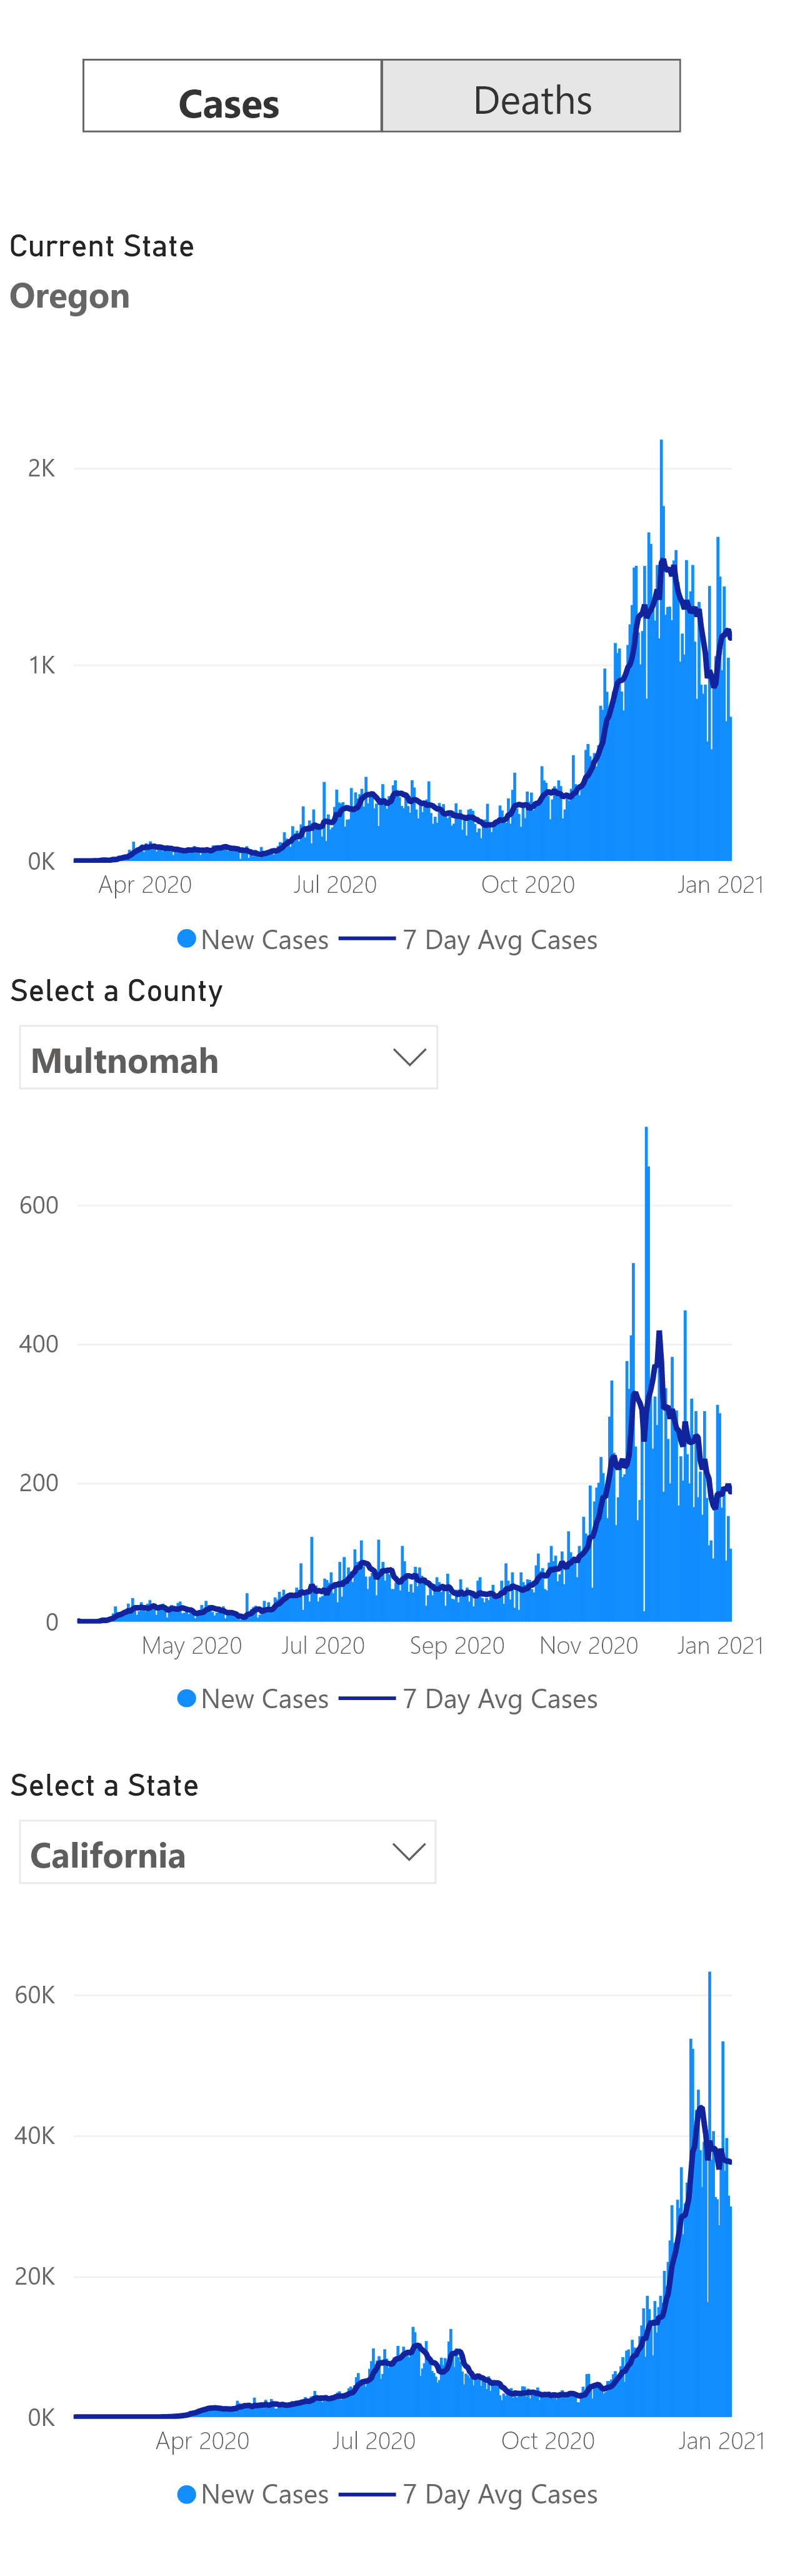 Cases Deaths
Current State
Oregon
2K
1K
0K
Apr 2020 Jul 2020 Oct 2020 Jan 2021
New Cases 7 Day Avg Cases
Select a County
Multnomah
600
400
200
0
May 2020 Jul 2020 Sep 2020 Nov 2020 Jan 2021
New Cases 7 Day Avg Cases
Select a State
California
60K
40K
20K
0K
Apr 2020 Jul 2020 Oct 2020 Jan 2021
New Cases 7 Day Avg Cases